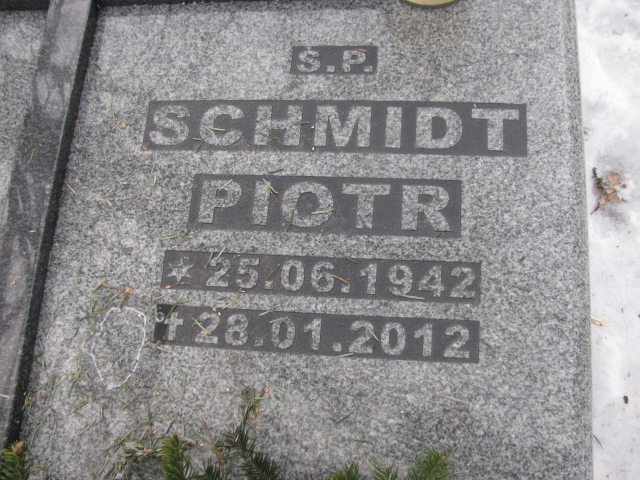 S.P.
SCHMIDT
PIOTR
☆ 25.06.1942
† 28.01.2012